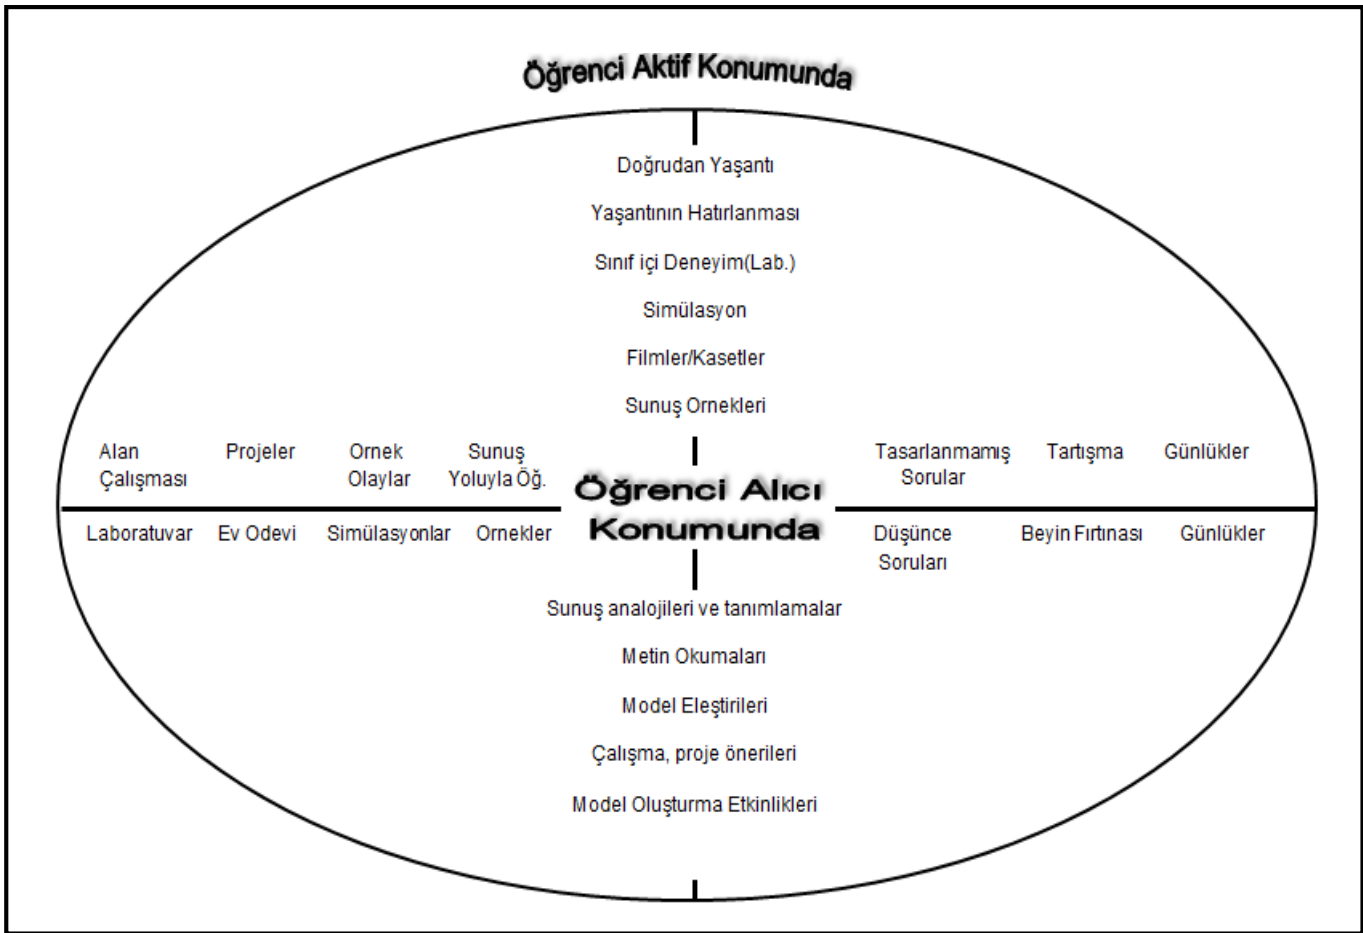 Öğrenci Aktif Konumunda
Doğrudan Yaşantı
Yaşantının Hatırlanması
Sınıf içi Deneyim(Lab.)
Simülasyon
Filmler/Kasetler
Sunuş Ornekleri
Alan Çalışması
Projeler
Ornek Olaylar
Sunuş Yoluyla Öğ.
Öğrenci Alıcı
Konumunda
Tasarlanmamış Sorular
Tartışma
Günlükler
Laboratuvar
Ev Odevi
Simülasyonlar
Ornekler
Düşünce Soruları
Beyin Fırtınası
Günlükler
Sunuş analojileri ve tanımlamalar
Metin Okumaları
Model Eleştirileri
Çalışma, proje önerileri
Model Oluşturma Etkinlikleri